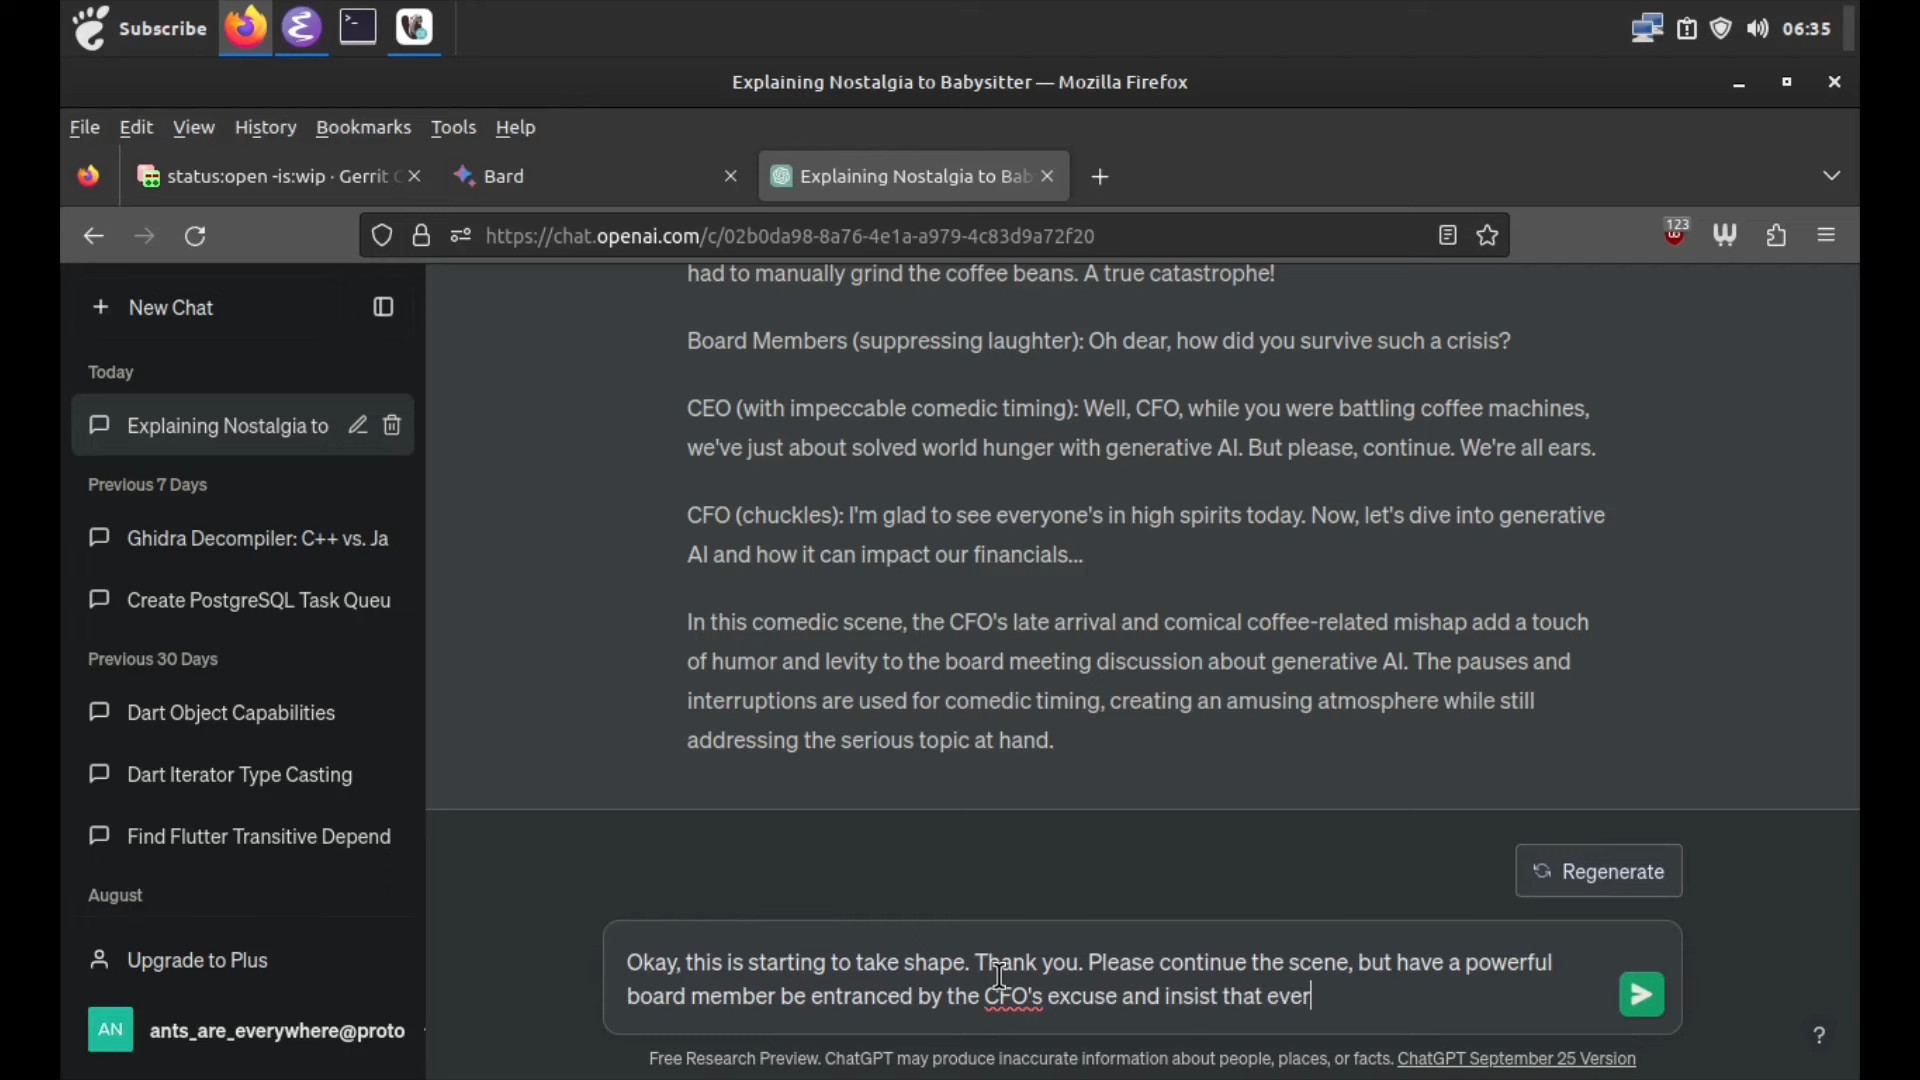 Subscribe
06:35
Explaining Nostalgia to Babysitter — Mozilla Firefox
File Edit View History Bookmarks Tools Help
status:open -is:wip · Gerrit C
Bard
Explaining Nostalgia to Bab
https://chat.openai.com/c/02b0da98-8a76-4e1a-a979-4c83d9a72f20
123
New Chat
Today
Explaining Nostalgia to
Previous 7 Days
Ghidra Decompiler: C++ vs. Ja
Create PostgreSQL Task Queu
Previous 30 Days
Dart Object Capabilities
Dart Iterator Type Casting
Find Flutter Transitive Depend
August
Upgrade to Plus
AN
ants_are_everywhere@proto
had to manually grind the coffee beans. A true catastrophe!
Board Members (suppressing laughter): Oh dear, how did you survive such a crisis?
CEO (with impeccable comedic timing): Well, CFO, while you were battling coffee machines,
we've just about solved world hunger with generative AI. But please, continue. We're all ears.
CFO (chuckles): I'm glad to see everyone's in high spirits today. Now, let's dive into generative
AI and how it can impact our financials...
In this comedic scene, the CFO's late arrival and comical coffee-related mishap add a touch
of humor and levity to the board meeting discussion about generative AI. The pauses and
interruptions are used for comedic timing, creating an amusing atmosphere while still
addressing the serious topic at hand.
Regenerate
Okay, this is starting to take shape. Thank you. Please continue the scene, but have a powerful
board member be entranced by the CFO's excuse and insist that ever
?
Free Research Preview. ChatGPT may produce inaccurate information about people, places, or facts. ChatGPT September 25 Version